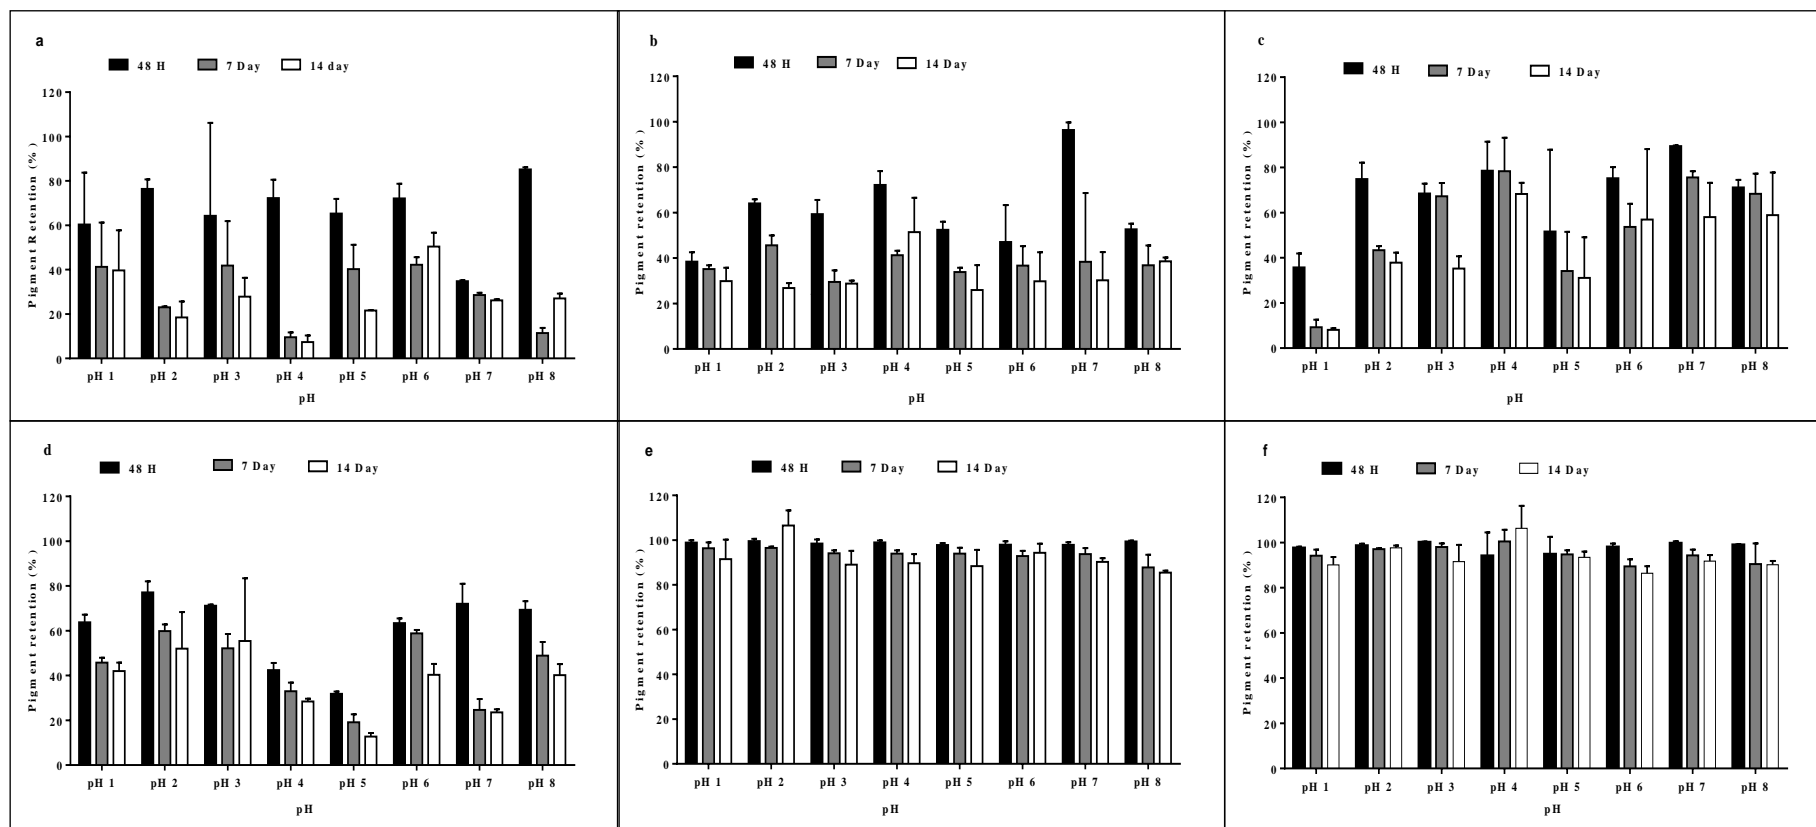 a
48 H 7 Day 14 day
Pigment Retention (%)
120
100
80
60
40
20
0
pH 1 pH 2 pH 3 pH 4 pH 5 pH 6 pH 7 pH 8
pH
b
48 H 7 Day 14 Day
Pigment retention (%)
120
100
80
60
40
20
0
pH 1 pH 2 pH 3 pH 4 pH 5 pH 6 pH 7 pH 8
pH
c
48 H 7 Day 14 Day
Pigment retention (%)
120
100
80
60
40
20
0
pH 1 pH 2 pH 3 pH 4 pH 5 pH 6 pH 7 pH 8
pH
d
48 H 7 Day 14 Day
Pigment retention (%)
120
100
80
60
40
20
0
pH 1 pH 2 pH 3 pH 4 pH 5 pH 6 pH 7 pH 8
pH
e
48 H 7 Day 14 Day
Pigment retention (%)
120
100
80
60
40
20
0
pH 1 pH 2 pH 3 pH 4 pH 5 pH 6 pH 7 pH 8
pH
f
48 H 7 Day 14 Day
Pigment retention (%)
120
100
80
60
40
20
0
pH 1 pH 2 pH 3 pH 4 pH 5 pH 6 pH 7 pH 8
pH